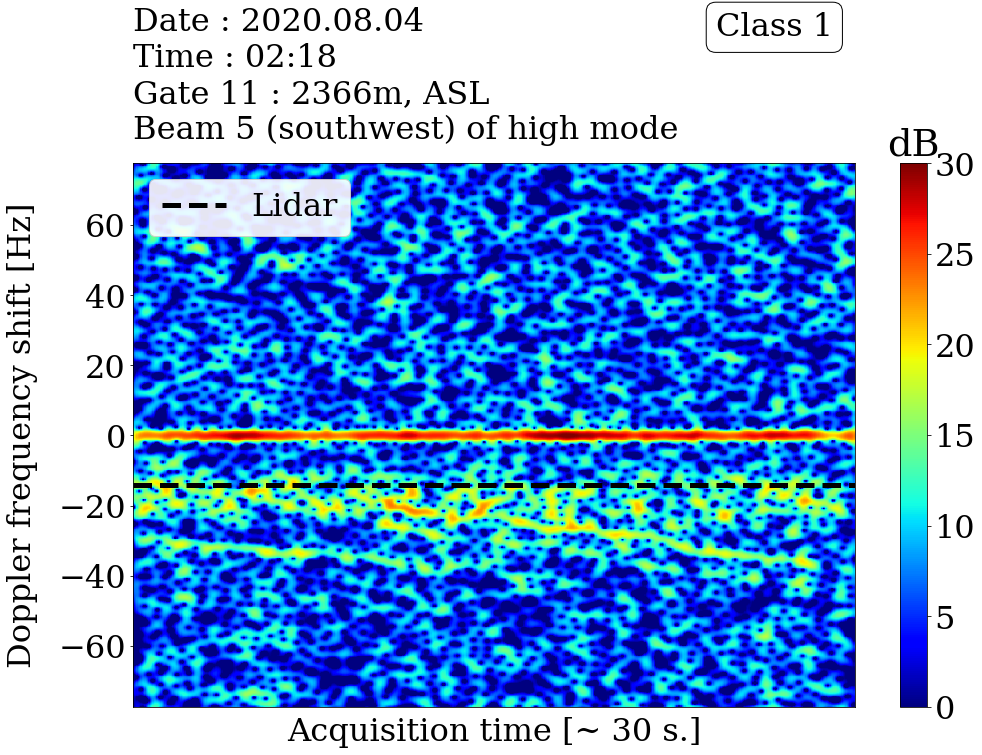 Date : 2020.08.04
Time : 02:18
Gate 11 : 2366m, ASL
Beam 5 (southwest) of high mode
Class 1
dB
Lidar
Doppler frequency shift [Hz]
60
40
20
0
−20
−40
−60
30
25
20
15
10
5
0
Acquisition time [~ 30 s.]